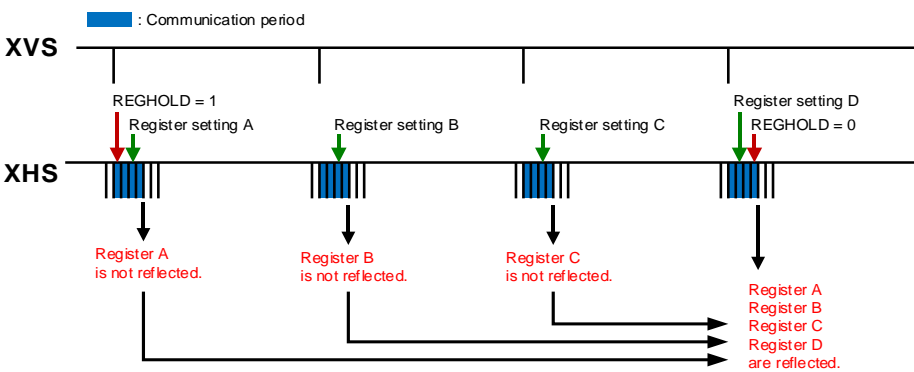 : Communication period
XVS
REGHOLD = 1
Register setting A
Register setting B
Register setting C
Register setting D
REGHOLD = 0
XHS
Register A
is not reflected.
Register B
is not reflected.
Register C
is not reflected.
Register A
Register B
Register C
Register D
are reflected.